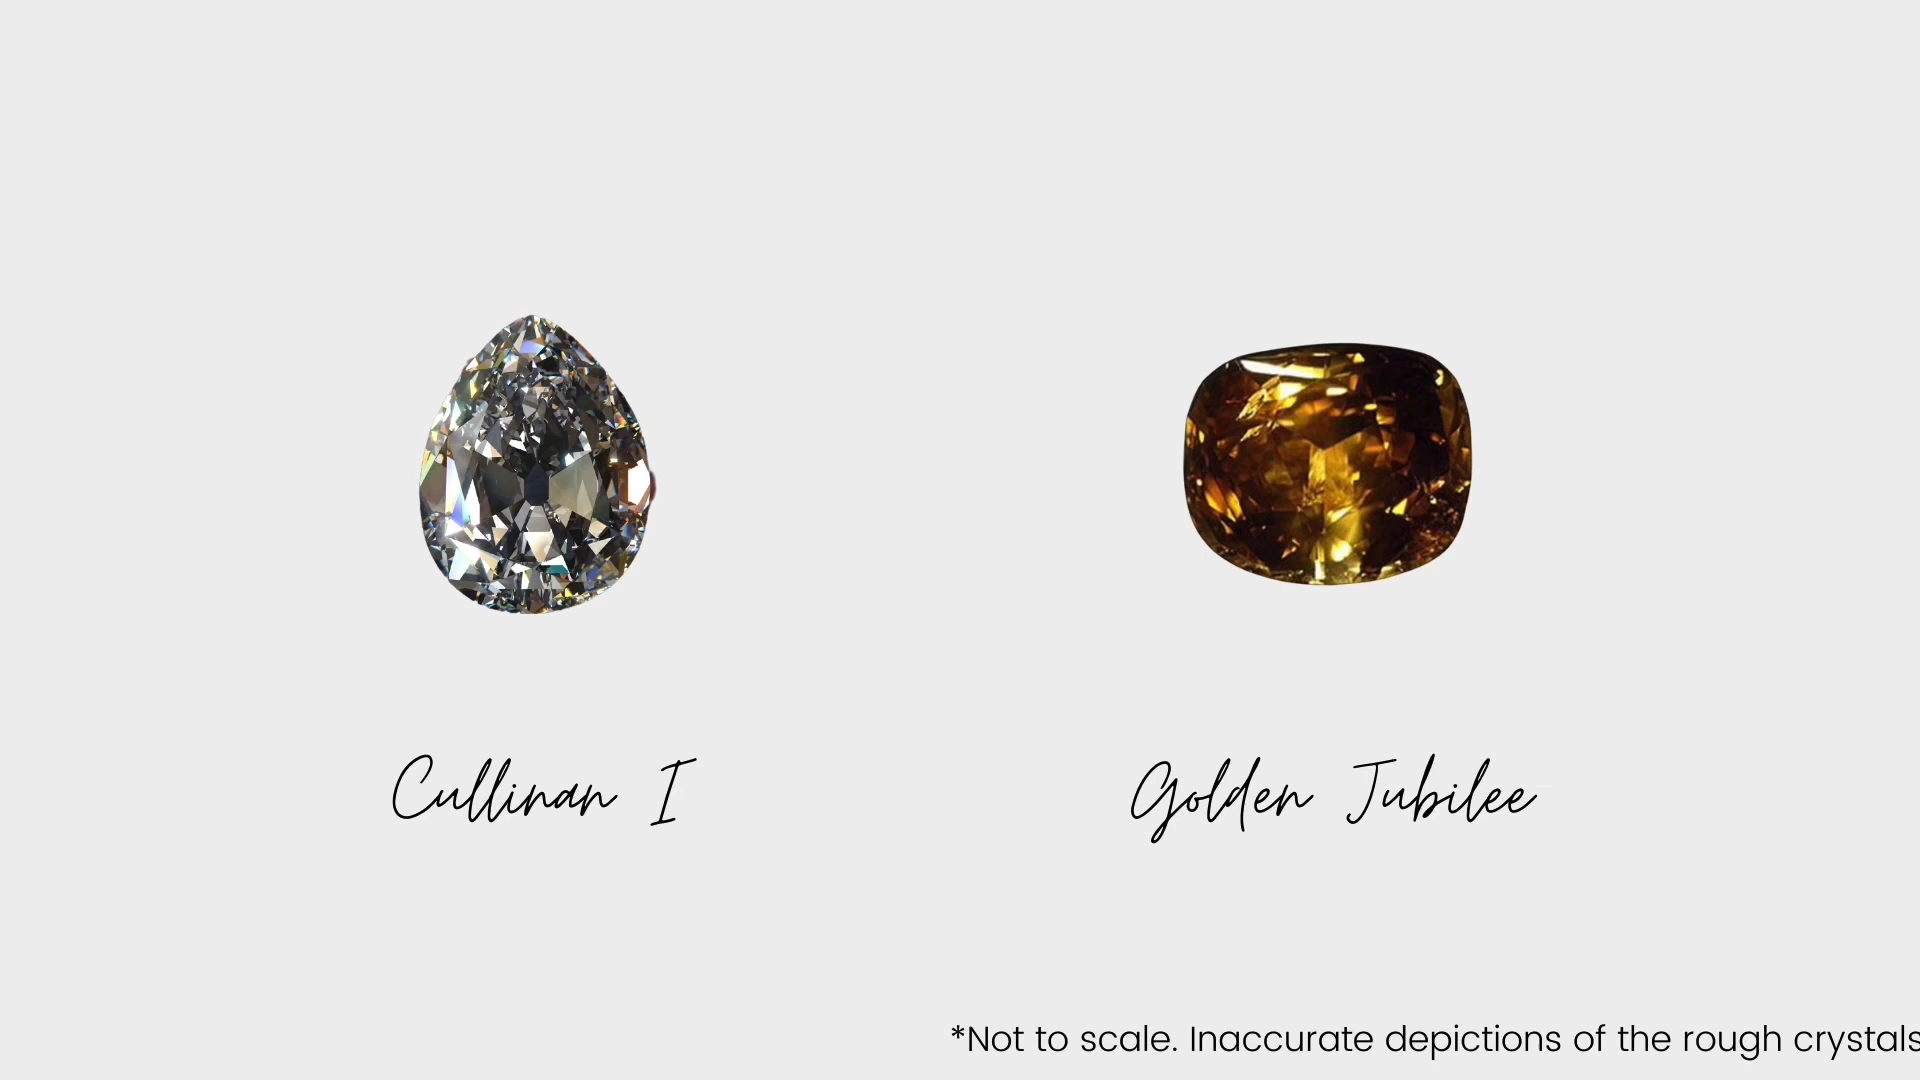 Cullinan I
Golden Jubilee
*Not to scale. Inaccurate depictions of the rough crystals